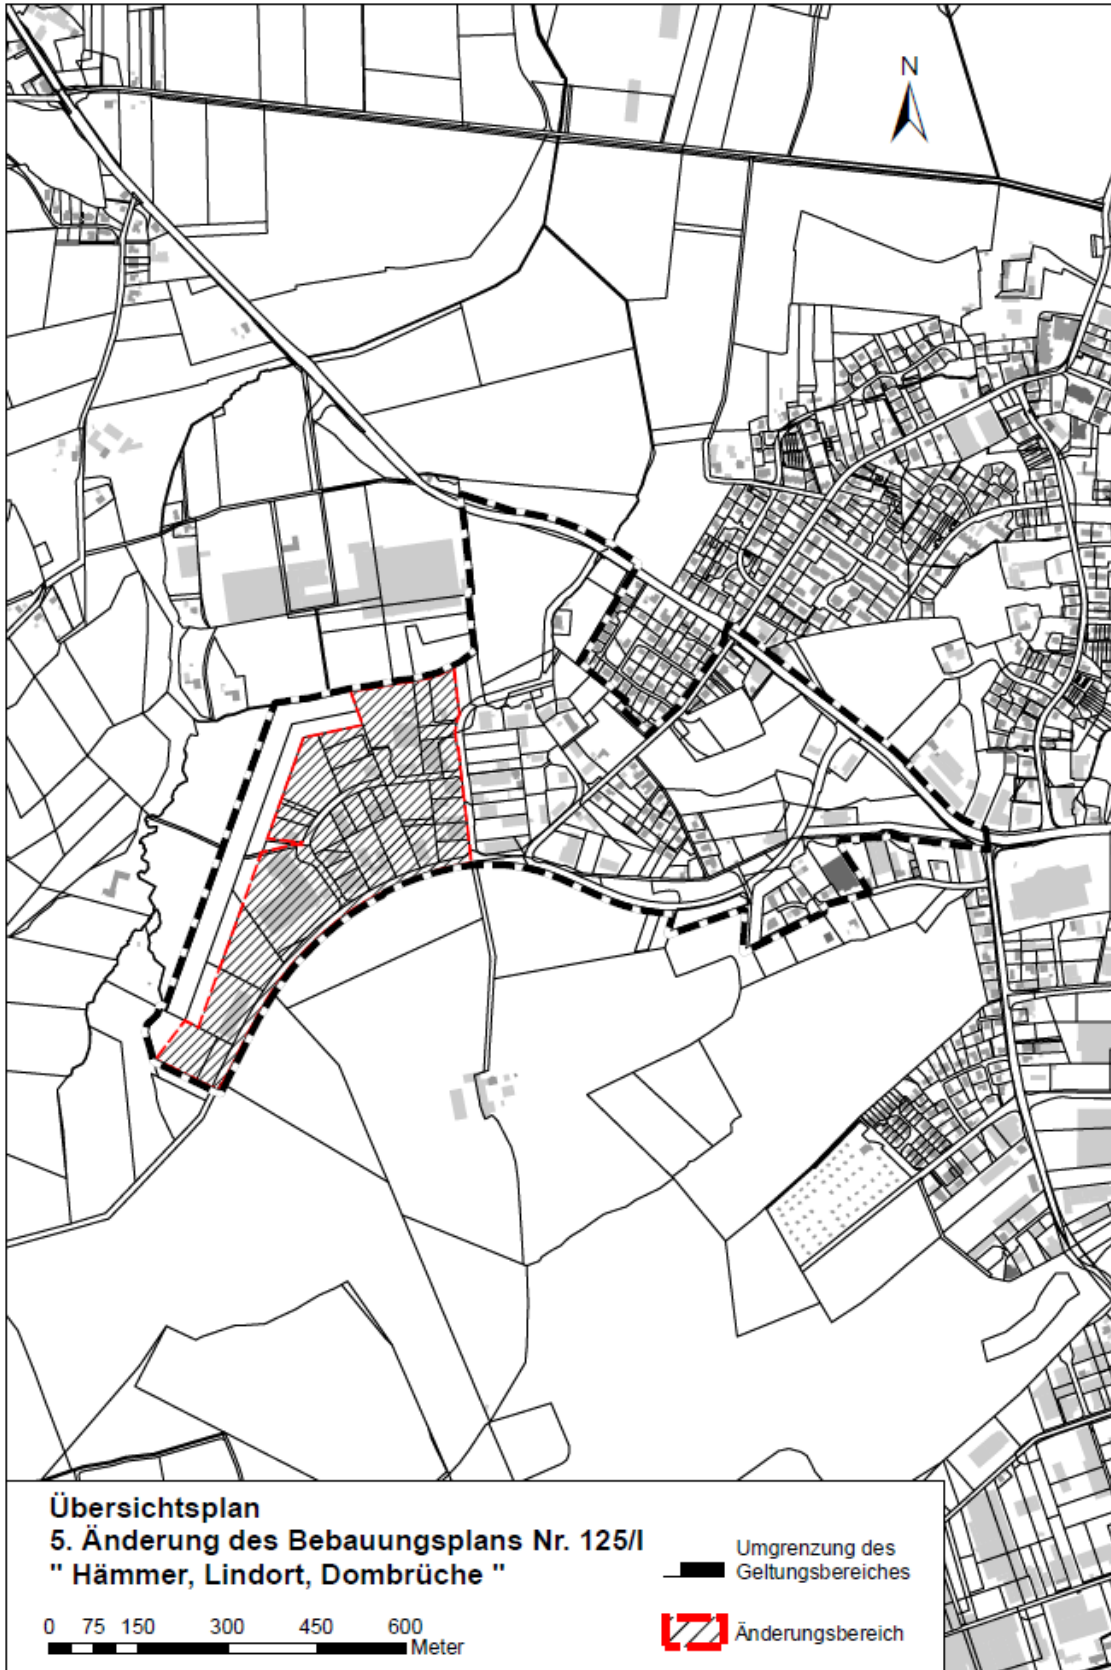 N
Übersichtsplan
5. Änderung des Bebauungsplans Nr. 125/I
" Hämmer, Lindort, Dombrüche "
0 75 150 300 450 600
Meter
Umgrenzung des
Geltungsbereiches
Änderungsbereich